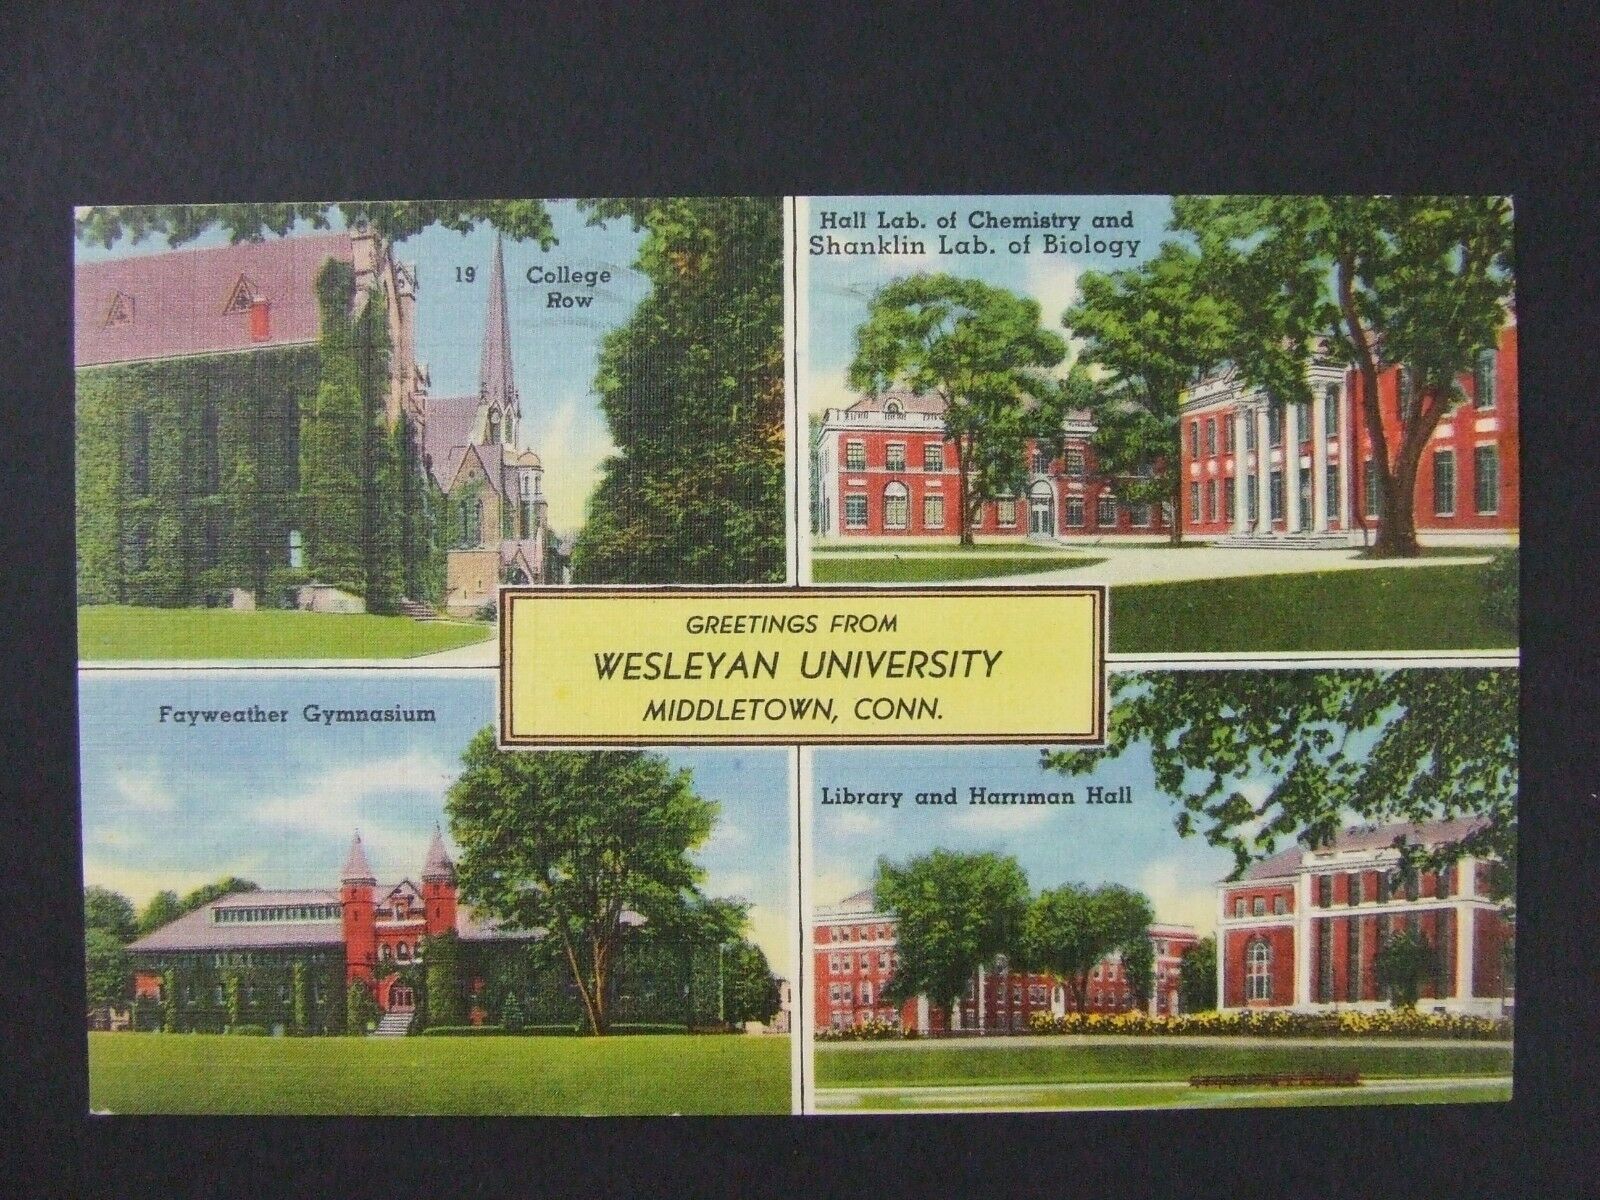 19 College
Row
Hall Lab. of Chemistry and
Shanklin Lab. of Biology
GREETINGS FROM
WESLEYAN UNIVERSITY
MIDDLETOWN, CONN.
Fayweather Gymnasium
Library and Harriman Hall